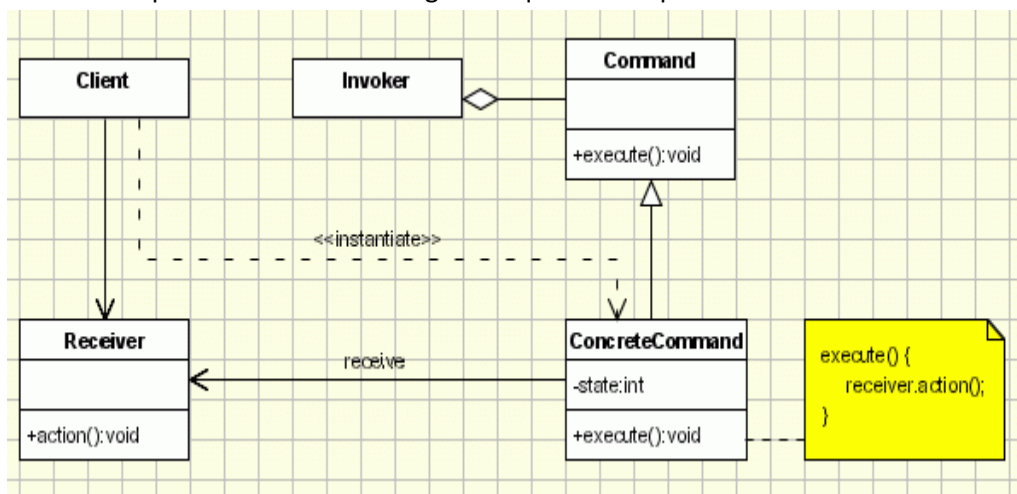 Client
Invoker
Command
+execute():void
<<instantiate>>
Receiver
+action():void
receive
ConcreteCommand
-state:int
+execute():void
execute() {
receiver.action();
}